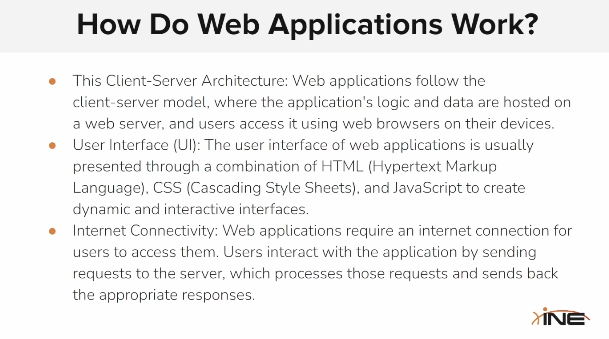 How Do Web Applications Work?
● This Client-Server Architecture: Web applications follow the
client-server model, where the application's logic and data are hosted on
a web server, and users access it using web browsers on their devices.
● User Interface (UI): The user interface of web applications is usually
presented through a combination of HTML (Hypertext Markup
Language), CSS (Cascading Style Sheets), and JavaScript to create
dynamic and interactive interfaces.
● Internet Connectivity: Web applications require an internet connection for
users to access them. Users interact with the application by sending
requests to the server, which processes those requests and sends back
the appropriate responses.
INE